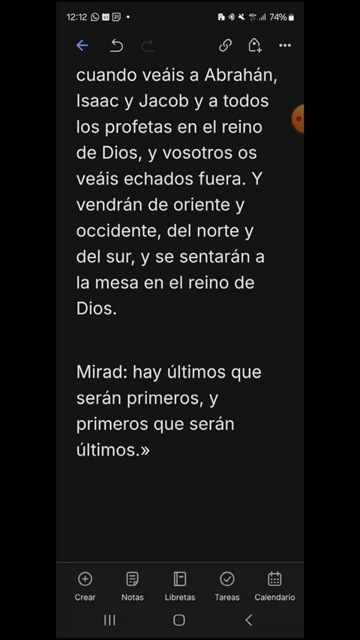 12:12
74%
cuando veáis a Abrahán,
Isaac y Jacob y a todos
los profetas en el reino
de Dios, y vosotros os
veáis echados fuera. Y
vendrán de oriente y
occidente, del norte y
del sur, y se sentarán a
la mesa en el reino de
Dios.
Mirad: hay últimos que
serán primeros, y
primeros que serán
últimos.»
Crear Notas Libretas Tareas Calendario